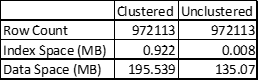 Clustered Unclustered
Row Count 972113 972113
Index Space (MB) 0.922 0.008
Data Space (MB) 195.539 135.07